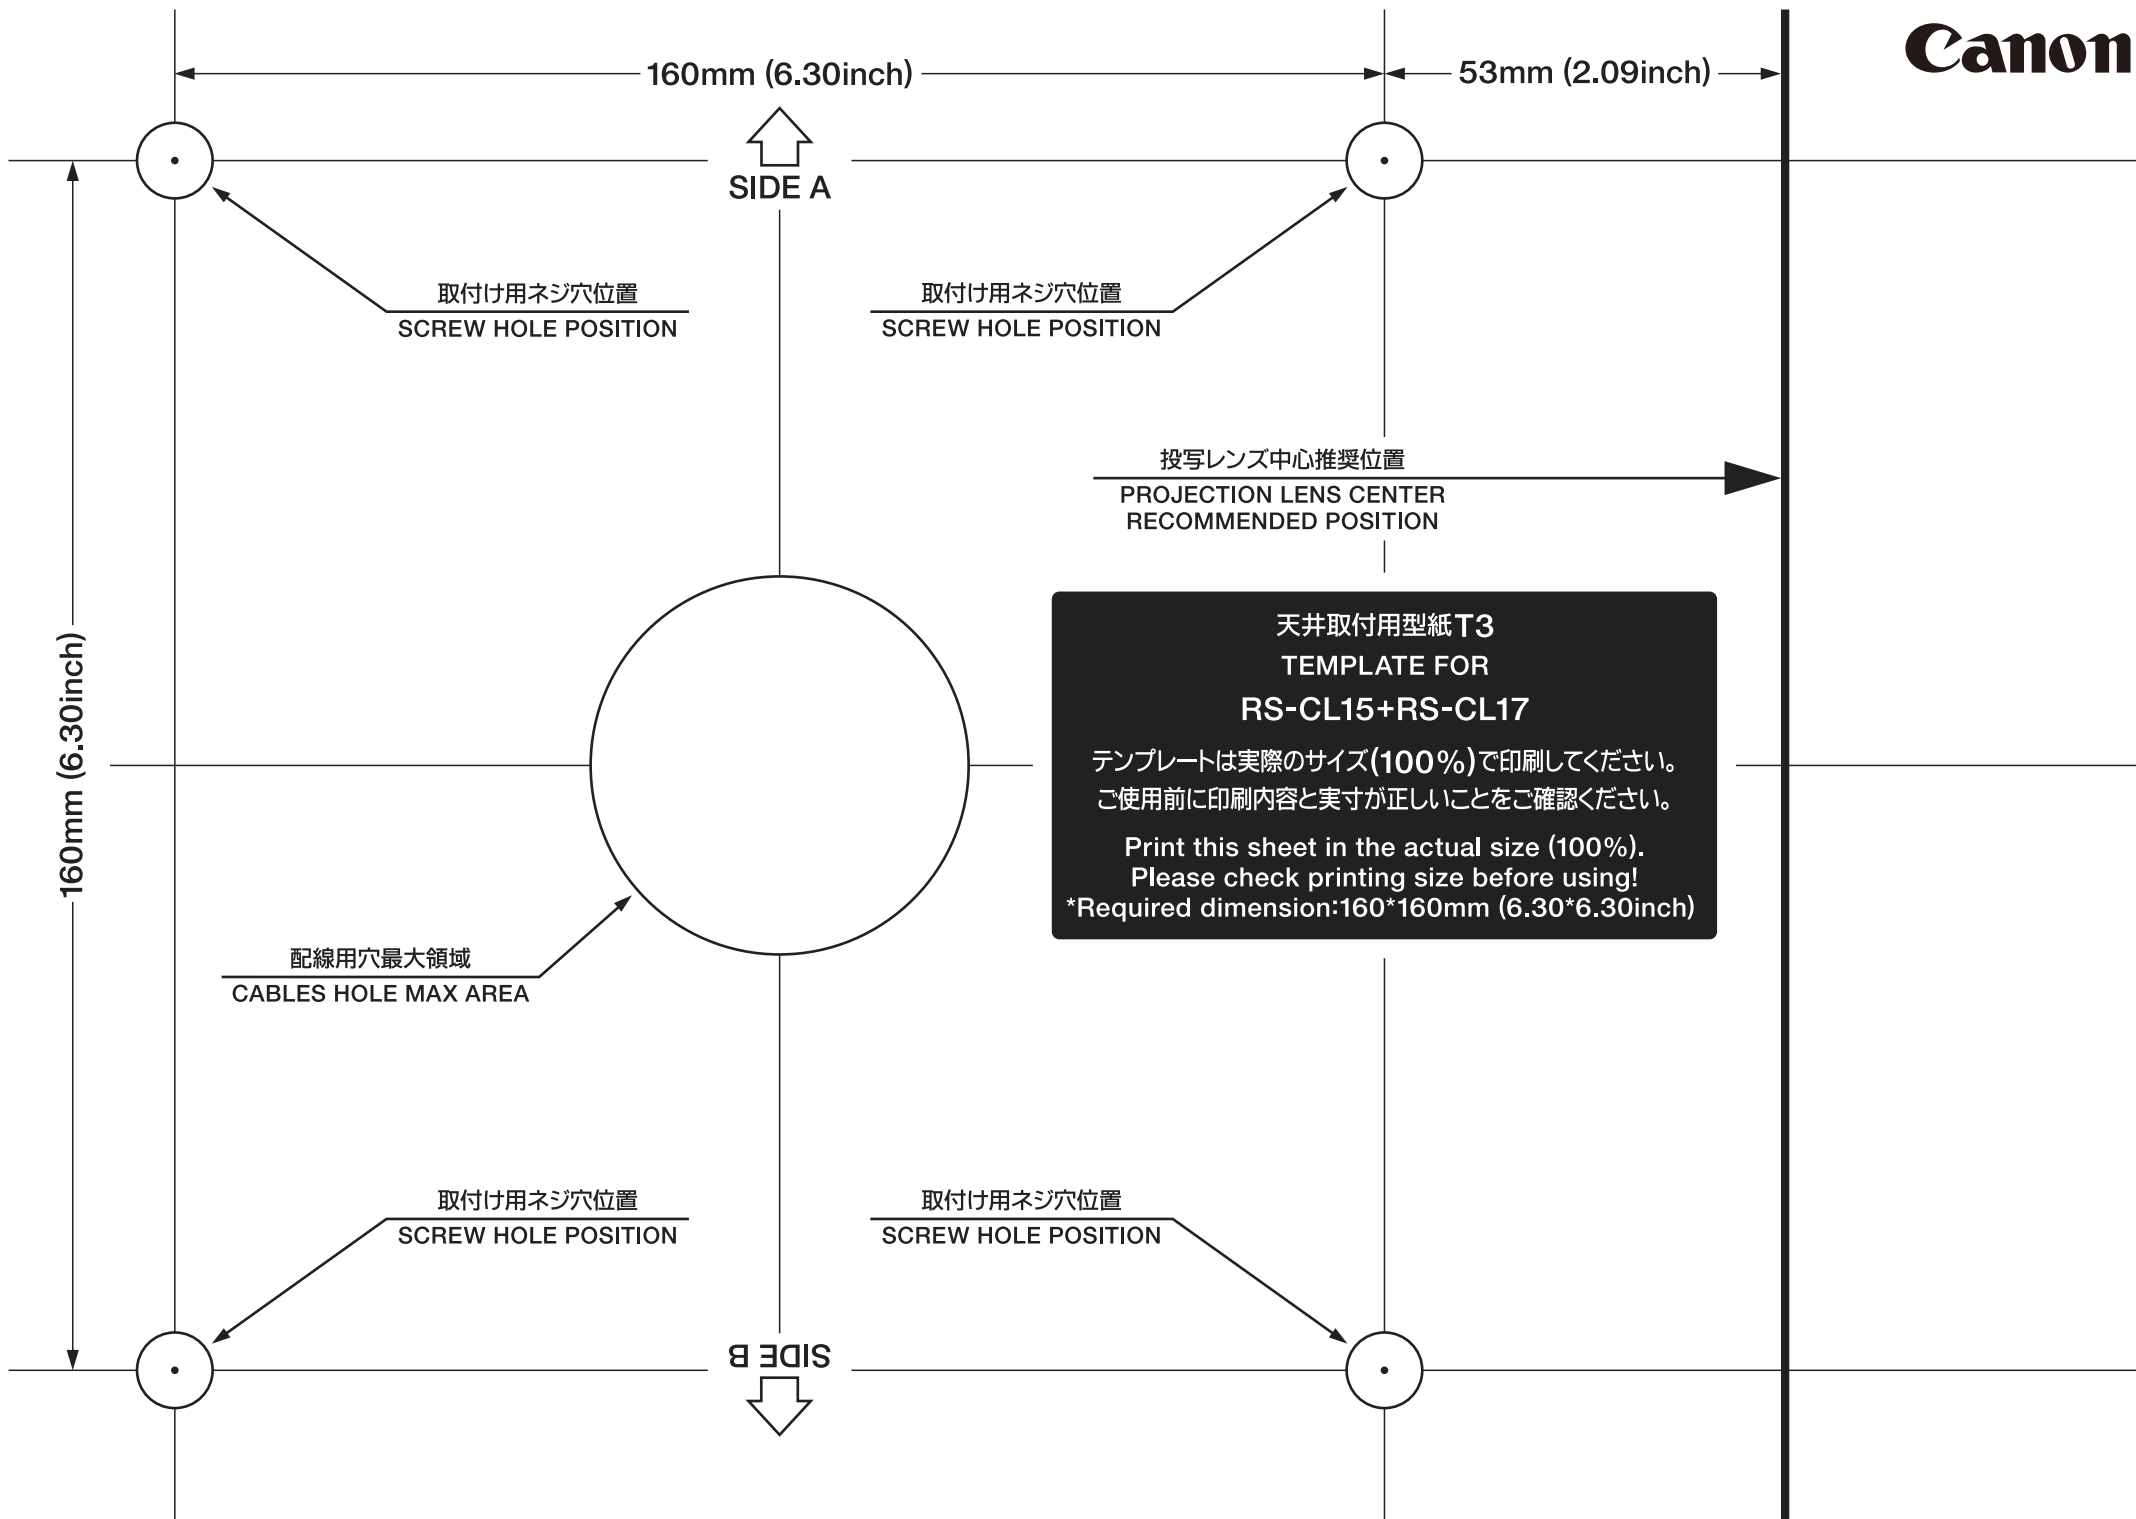 Canon
160mm (6.30inch)
53mm (2.09inch)
SIDE A
取付け用ネジ穴位置
SCREW HOLE POSITION
取付け用ネジ穴位置
SCREW HOLE POSITION
投写レンズ中心推奨位置
PROJECTION LENS CENTER
RECOMMENDED POSITION
160mm (6.30inch)
天井取付用型紙T3
TEMPLATE FOR
RS-CL15+RS-CL17
テンプレートは実際のサイズ(100%)で印刷してください。
ご使用前に印刷内容と実寸が正しいことをご確認ください。
Print this sheet in the actual size (100%).
Please check printing size before using!
*Required dimension:160*160mm (6.30*6.30inch)
配線用穴最大領域
CABLES HOLE MAX AREA
取付け用ネジ穴位置
SCREW HOLE POSITION
取付け用ネジ穴位置
SCREW HOLE POSITION
SIDE B